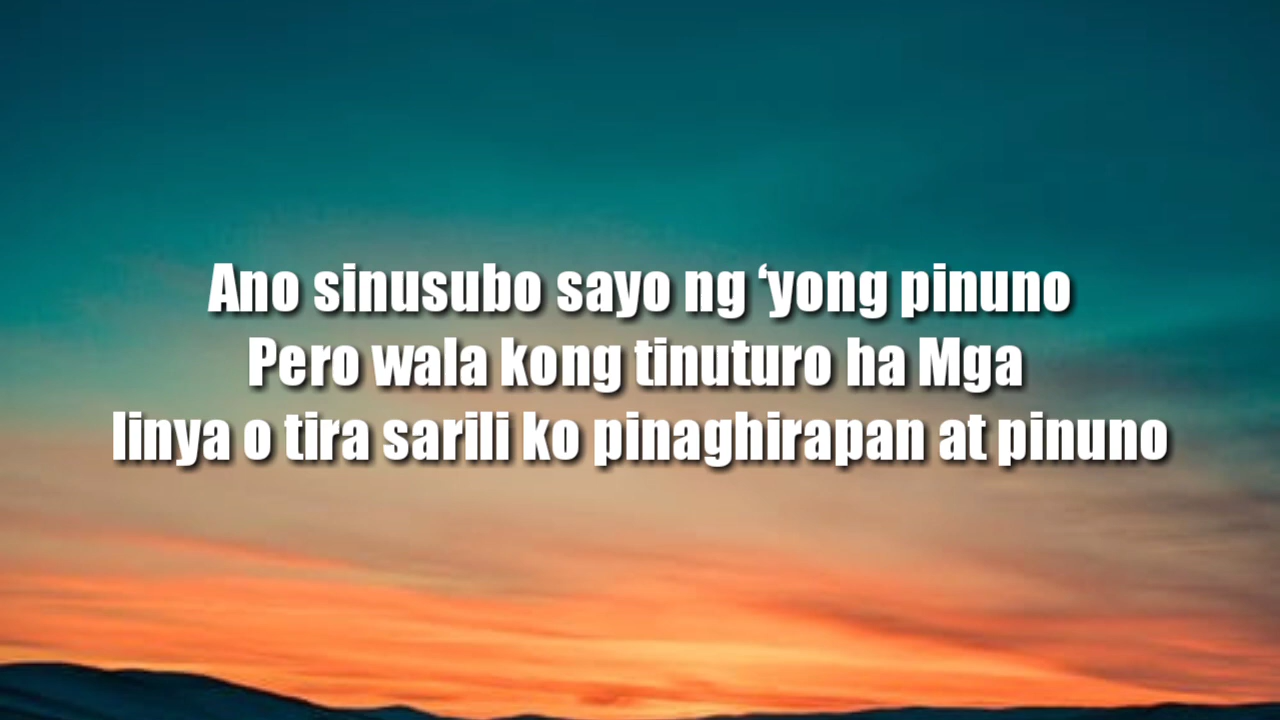 Ano sinusubo sayo ng ‘yong pinuno
Pero wala kong tinuturo ha Mga
linya o tira sarili ko pinaghirapan at pinuno